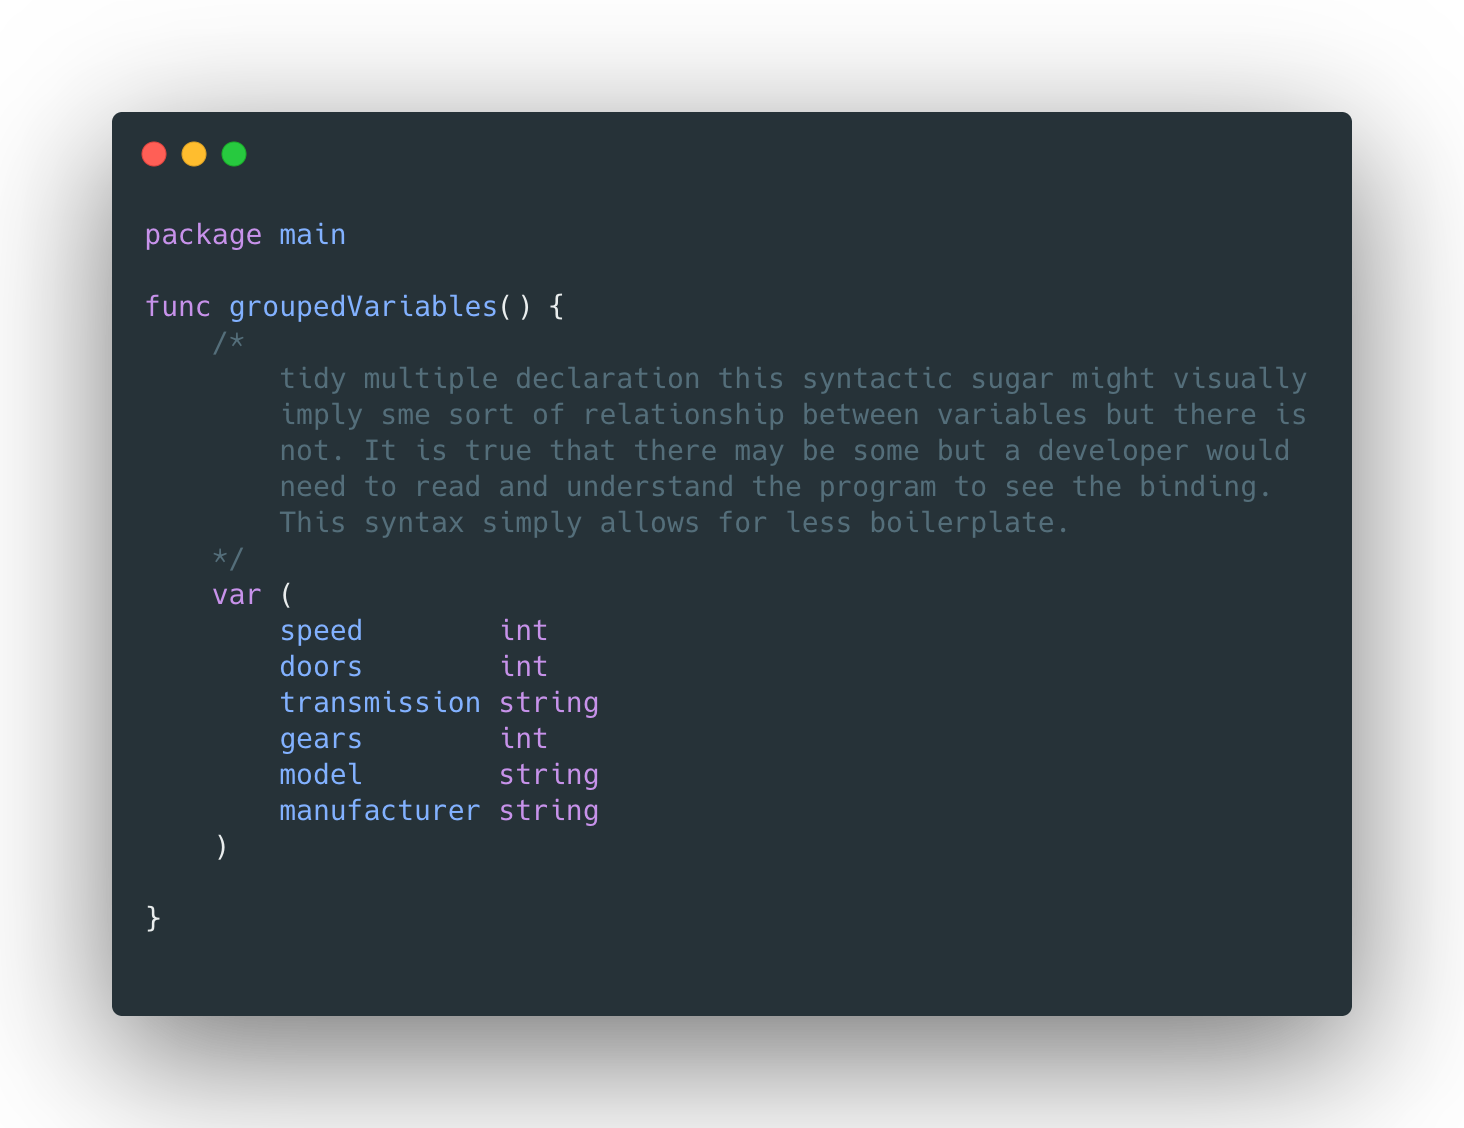 package main

func groupedVariables() {
    /*
        tidy multiple declaration this syntactic sugar might visually
        imply sme sort of relationship between variables but there is
        not. It is true that there may be some but a developer would
        need to read and understand the program to see the binding.
        This syntax simply allows for less boilerplate.
    */
    var (
        speed        int
        doors        int
        transmission string
        gears        int
        model        string
        manufacturer string
    )

}